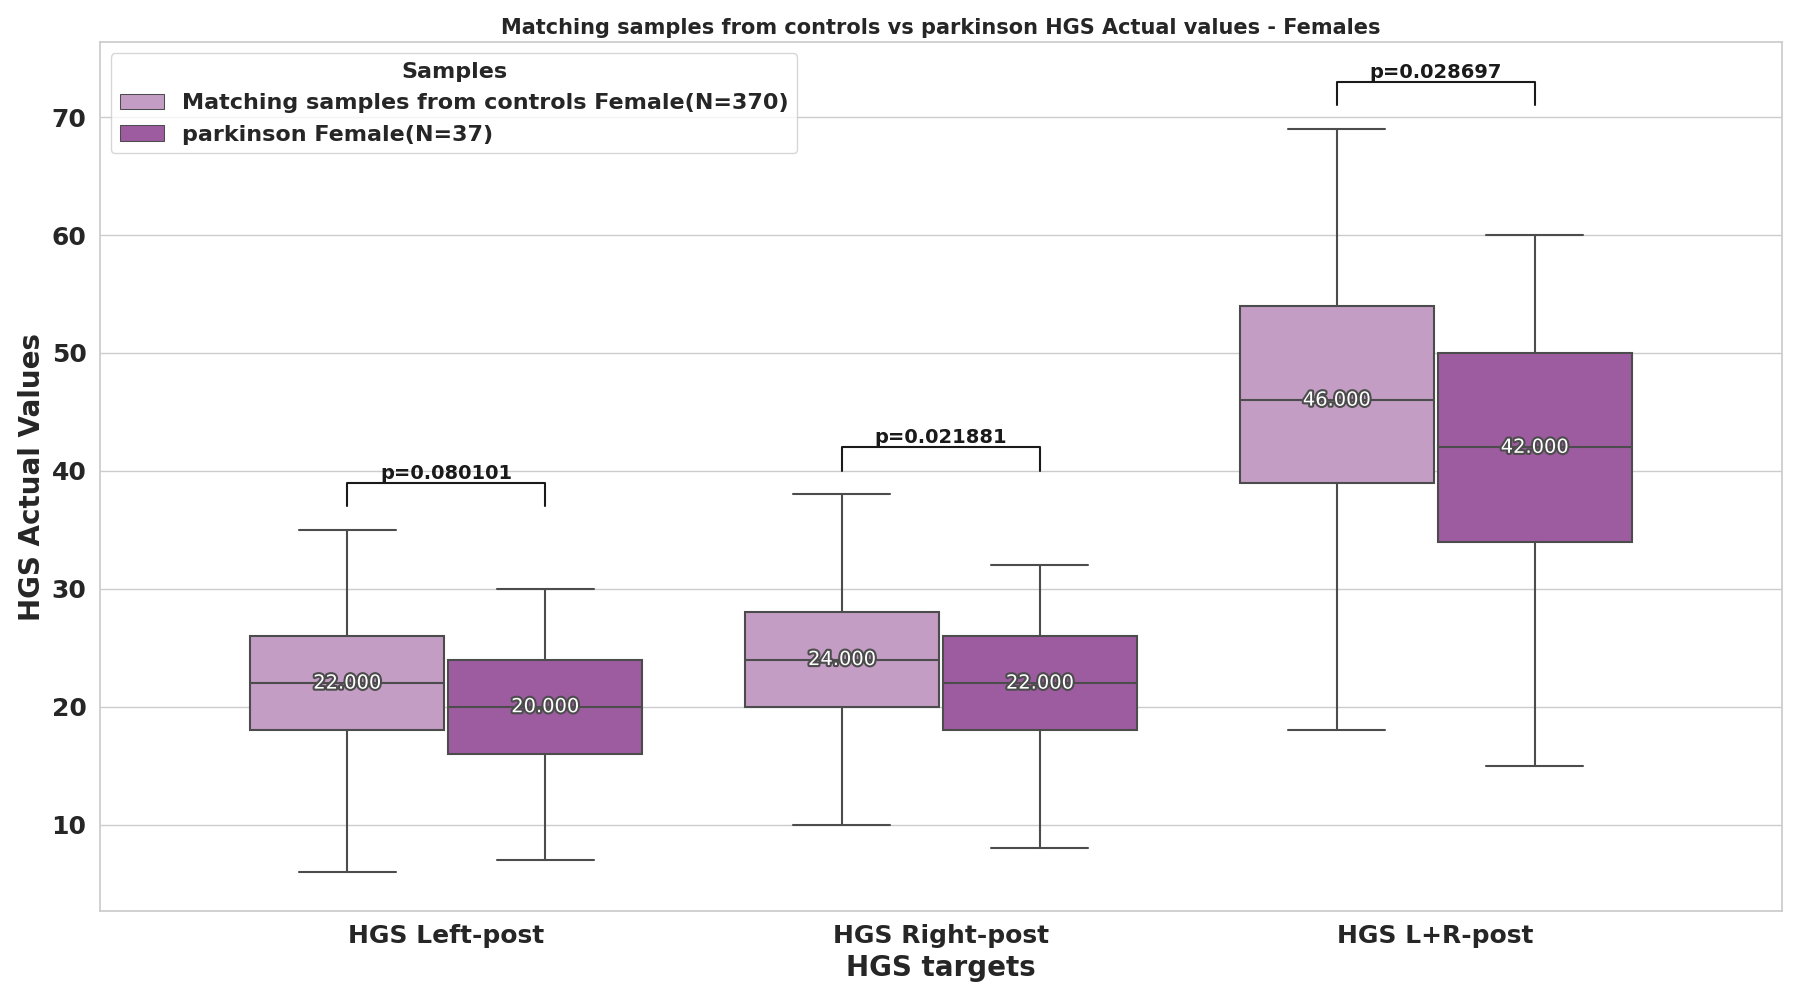 Matching samples from controls vs parkinson HGS Actual values - Females
Samples
Matching samples from controls Female(N=370)
parkinson Female(N=37)
HGS Actual Values
70
60
50
40
30
20
10
p=0.080101
p=0.021881
p=0.028697
22.000
20.000
24.000
22.000
46.000
42.000
HGS Left-post
HGS Right-post
HGS L+R-post
HGS targets